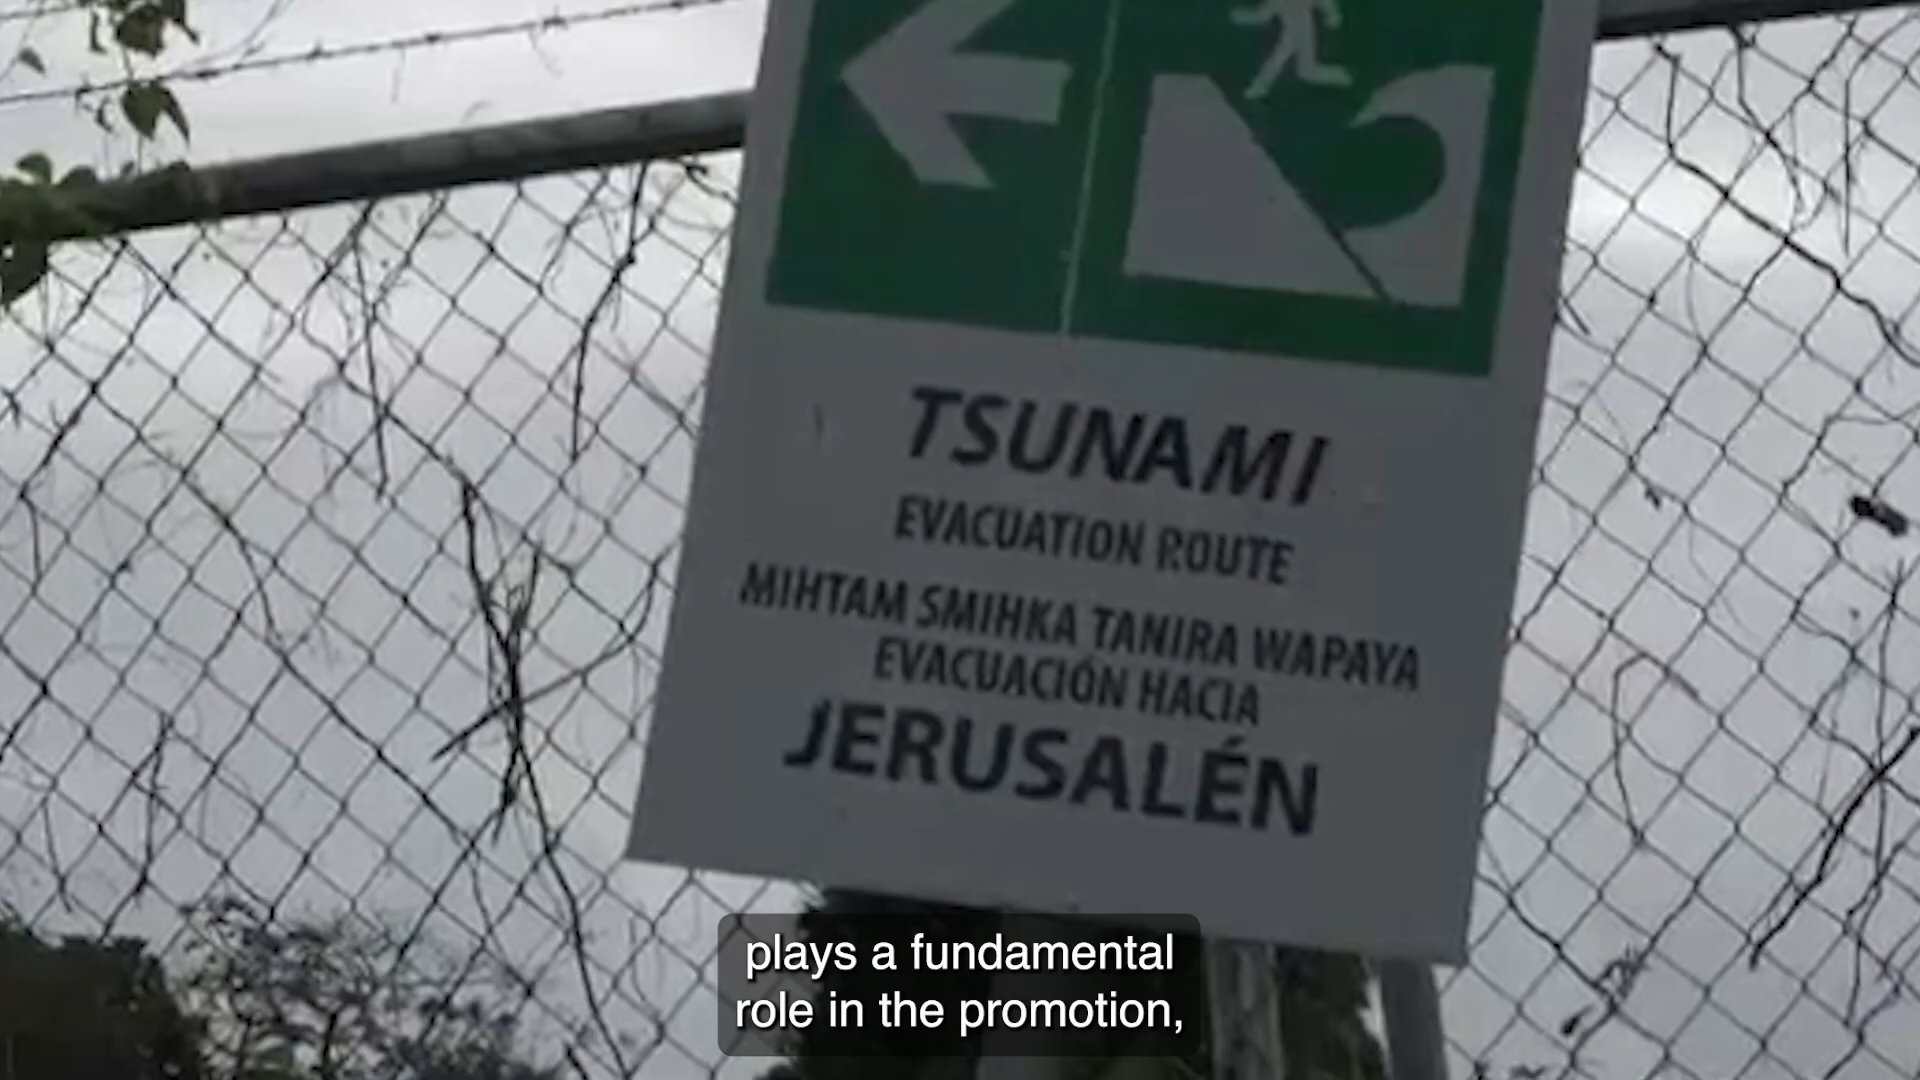 TSUNAMI
EVACUATION ROUTE
MIHTAM SMIHKA TANIRA WAPAYA
EVACUACIÓN HACIA
JERUSALÉN
plays a fundamental
role in the promotion,